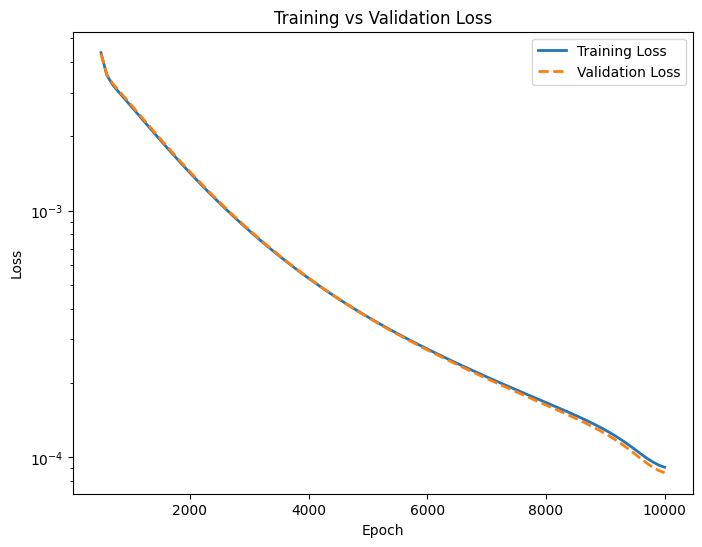 Training vs Validation Loss
Training Loss
Validation Loss
10⁻³
10⁻⁴
Loss
2000 4000 6000 8000 10000
Epoch